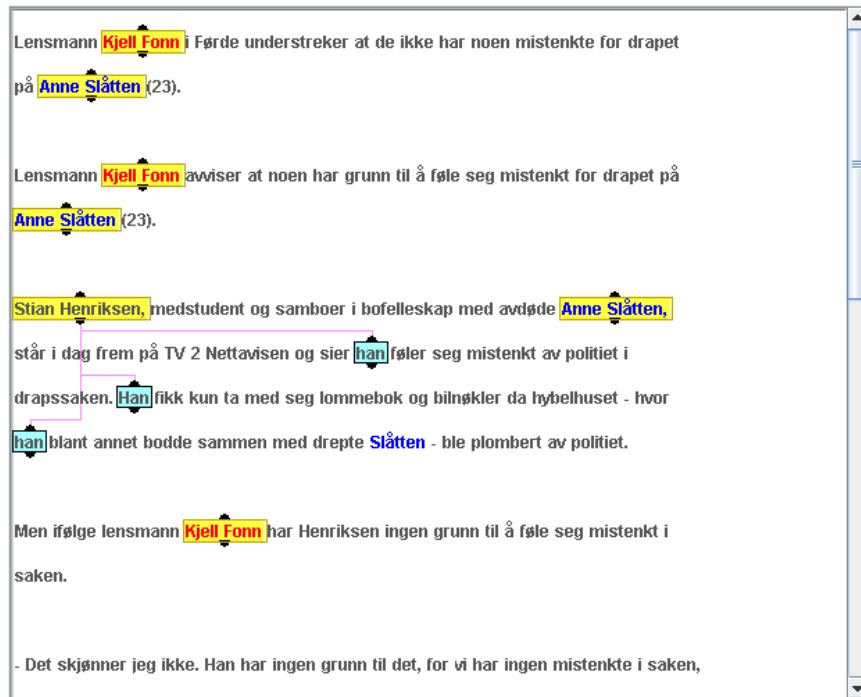 Lensmann Kjell Fonn i Førde understreker at de ikke har noen mistenkte for drapet
på Anne Slåtten (23).
Lensmann Kjell Fonn avviser at noen har grunn til å føle seg mistenkt for drapet på
Anne Slåtten (23).
Stian Henriksen, medstudent og samboer i bofelleskap med avdøde Anne Slåtten,
står i dag frem på TV 2 Nettavisen og sier han føler seg mistenkt av politiet i
drapssaken. Han fikk kun ta med seg lommebok og bilnøkler da hybelhuset - hvor
han blant annet bodde sammen med drepte Slåtten - ble plombert av politiet.
Men ifølge lensmann Kjell Fonn har Henriksen ingen grunn til å føle seg mistenkt i
saken.
- Det skjønner jeg ikke. Han har ingen grunn til det, for vi har ingen mistenkte i saken,